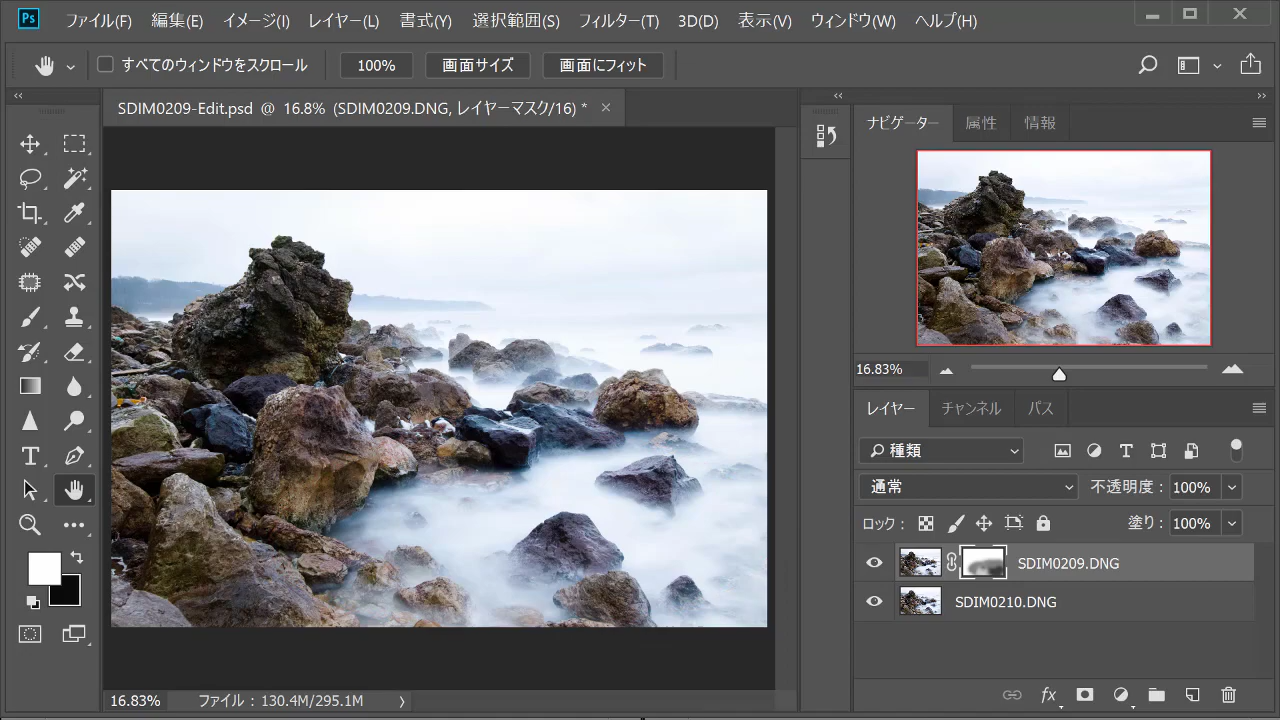 Ps ファイル(F) 編集(E) イメージ(I) レイヤー(L) 書式(Y) 選択範囲(S) フィルター(T) 3D(D) 表示(V) ウィンドウ(W) ヘルプ(H)
すべてのウィンドウをスクロール 100% 画面サイズ 画面にフィット
SDIM0209-Edit.psd @ 16.8% (SDIM0209.DNG, レイヤーマスク/16) *
ナビゲーター 属性 情報
16.83%
レイヤー チャンネル パス
種類
通常 不透明度 : 100%
ロック : 塗り : 100%
SDIM0209.DNG
SDIM0210.DNG
fx
16.83% ファイル : 130.4M/295.1M